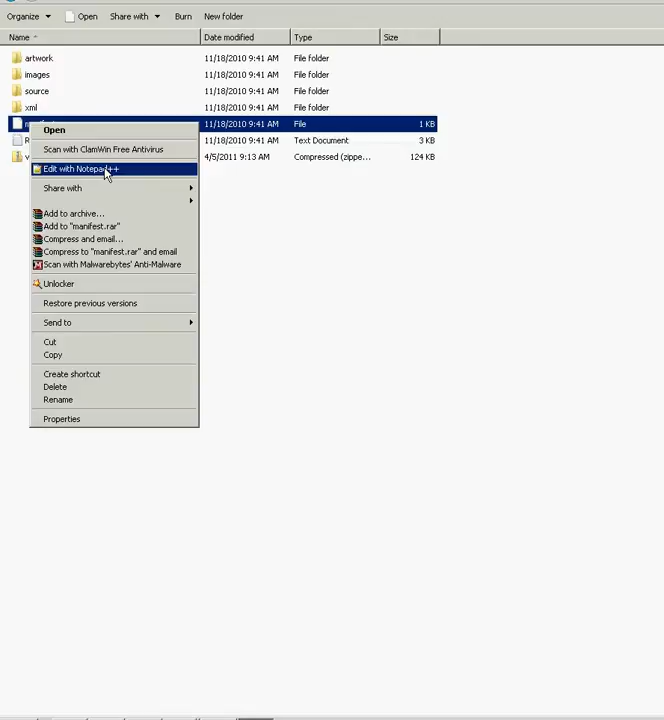 Organize Open Share with Burn New folder
Name Date modified Type Size
artwork 11/18/2010 9:41 AM File folder
images 11/18/2010 9:41 AM File folder
source 11/18/2010 9:41 AM File folder
xml 11/18/2010 9:41 AM File folder
11/18/2010 9:41 AM File 1 KB
R 11/18/2010 9:41 AM Text Document 3 KB
v 4/5/2011 9:13 AM Compressed (zippe... 124 KB
Open
Scan with ClamWin Free Antivirus
Edit with Notepad++
Share with
Add to archive...
Add to "manifest.rar"
Compress and email...
Compress to "manifest.rar" and email
Scan with Malwarebytes' Anti-Malware
Unlocker
Restore previous versions
Send to
Cut
Copy
Create shortcut
Delete
Rename
Properties